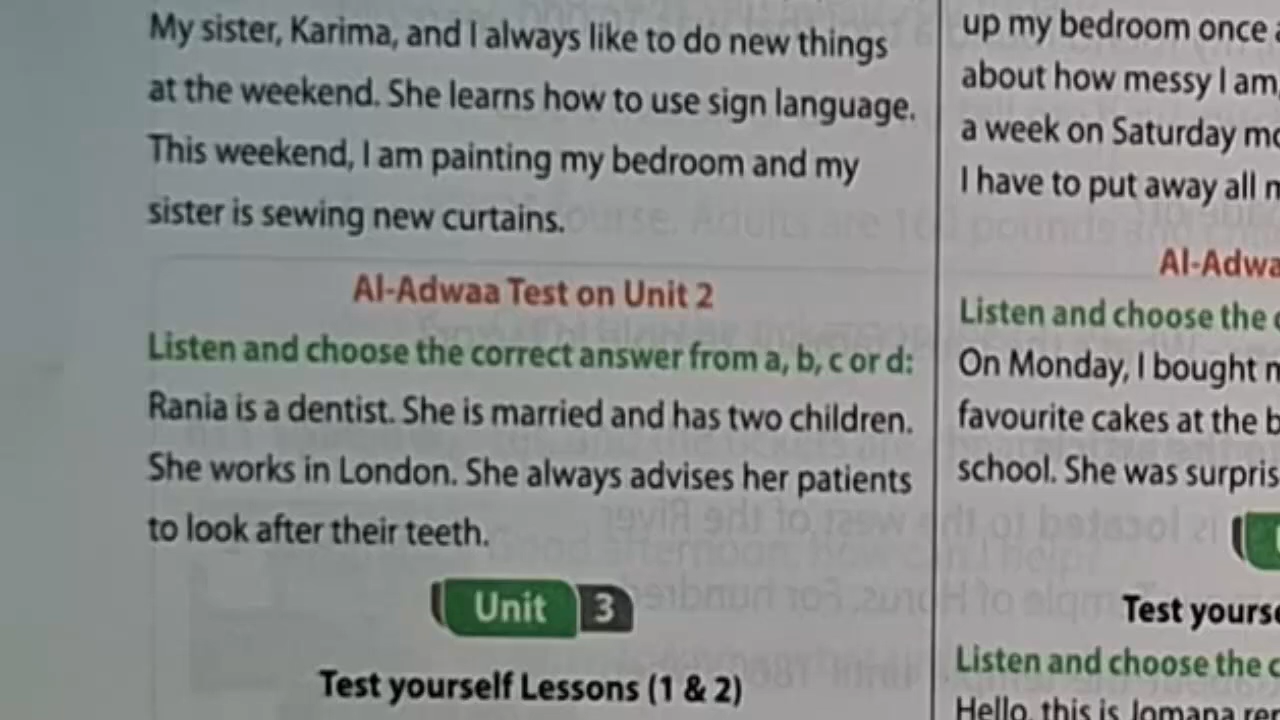 My sister, Karima, and I always like to do new things
at the weekend. She learns how to use sign language.
This weekend, I am painting my bedroom and my
sister is sewing new curtains.
Al-Adwaa Test on Unit 2
Listen and choose the correct answer from a, b, c or d:
Rania is a dentist. She is married and has two children.
She works in London. She always advises her patients
to look after their teeth.
Unit 3
Test yourself Lessons (1 & 2)
up my bedroom once
about how messy I am,
a week on Saturday
I have to put away all
Listen and choose the
On Monday, I bought
favourite cakes at the
school. She was
Test
Listen and choose the
Hello, this is Jomana